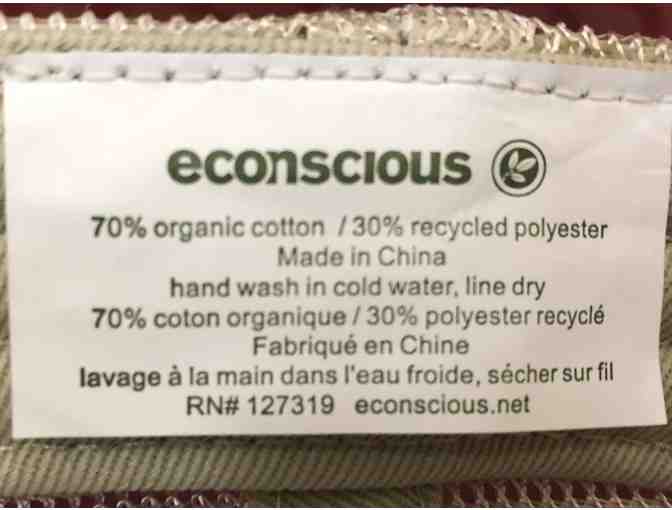 econscious
70% organic cotton / 30% recycled polyester
Made in China
hand wash in cold water, line dry
70% coton organique / 30% polyester recyclé
Fabriqué en Chine
lavage à la main dans l'eau froide, sécher sur fil
RN# 127319 econscious.net